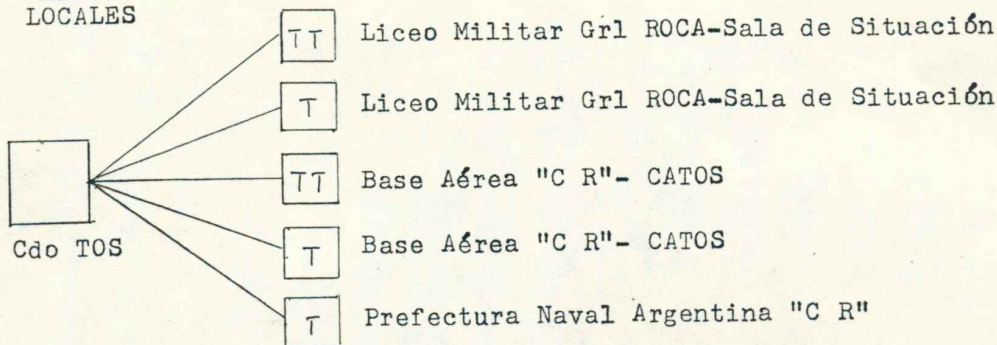 LOCALES
TT Liceo Militar Grl ROCA-Sala de Situación
T Liceo Militar Grl ROCA-Sala de Situación
TT Base Aérea "C R"- CATOS
Cdo TOS
T Base Aérea "C R"- CATOS
T Prefectura Naval Argentina "C R"